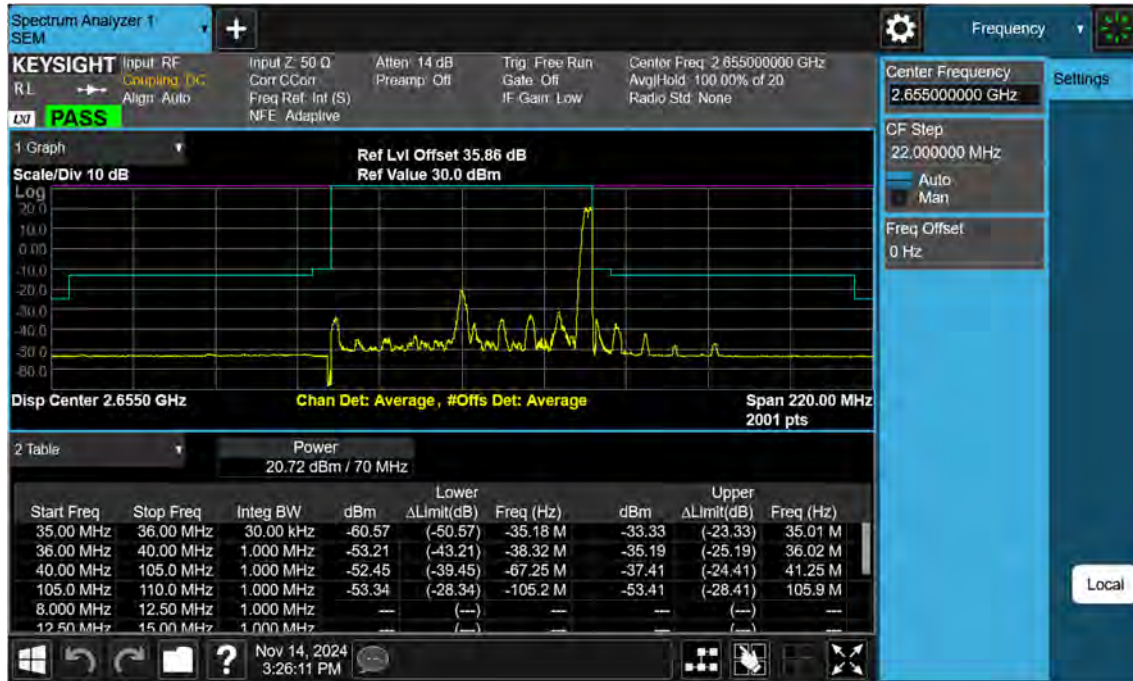 Spectrum Analyzer 1
SEM
Frequency
KEYSIGHT
RL
LXI
PASS
Input: RF
Coupling: DC
Align: Auto
Input Z: 50 Ω
Corr CCorr
Freq Ref: Int (S)
NFE: Adaptive
Atten: 14 dB
Preamp: Off
Trig: Free Run
Gate: Off
IF Gain: Low
Center Freq: 2.655000000 GHz
Avg|Hold: 100.00% of 20
Radio Std: None
Center Frequency
2.655000000 GHz
Settings
CF Step
22.000000 MHz
Auto
Man
Freq Offset
0 Hz
Local
1 Graph
Scale/Div 10 dB
Ref Lvl Offset 35.86 dB
Ref Value 30.0 dBm
Log
20.0
10.0
0.00
-10.0
-20.0
-30.0
-40.0
-50.0
-60.0
Disp Center 2.6550 GHz
Chan Det: Average, #Offs Det: Average
Span 220.00 MHz
2001 pts
2 Table
Power
20.72 dBm / 70 MHz
Lower Upper
Start Freq Stop Freq Integ BW dBm ΔLimit(dB) Freq (Hz) dBm ΔLimit(dB) Freq (Hz)
35.00 MHz 36.00 MHz 30.00 kHz -60.57 (-50.57) -35.18 M -33.33 (-23.33) 35.01 M
36.00 MHz 40.00 MHz 1.000 MHz -53.21 (-43.21) -38.32 M -35.19 (-25.19) 36.02 M
40.00 MHz 105.0 MHz 1.000 MHz -52.45 (-39.45) -67.25 M -37.41 (-24.41) 41.25 M
105.0 MHz 110.0 MHz 1.000 MHz -53.34 (-28.34) -105.2 M -53.41 (-28.41) 105.9 M
8.000 MHz 12.50 MHz 1.000 MHz --- (---) --- --- (---) ---
12.50 MHz 15.00 MHz 1.000 MHz --- (---) --- --- (---) ---
?
Nov 14, 2024
3:26:11 PM